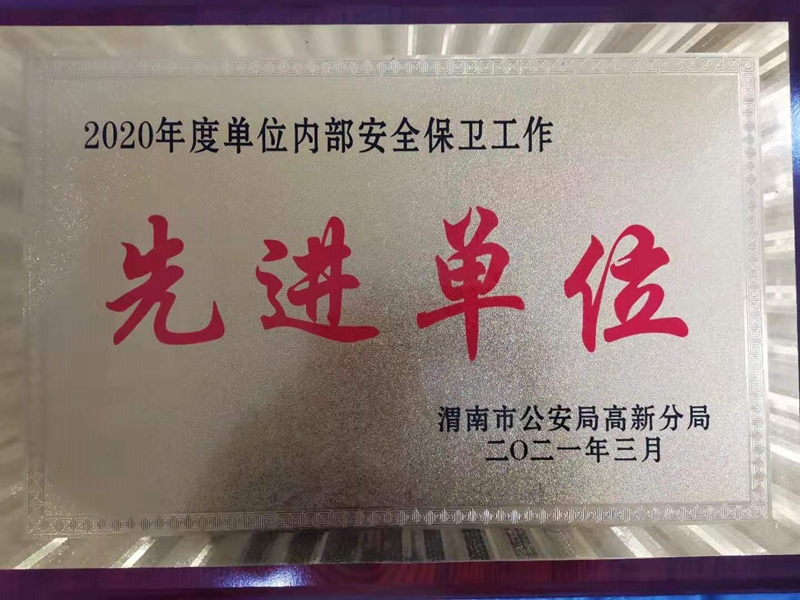 2020年度单位内部安全保卫工作
先进单位
渭南市公安局高新分局
二〇二一年三月